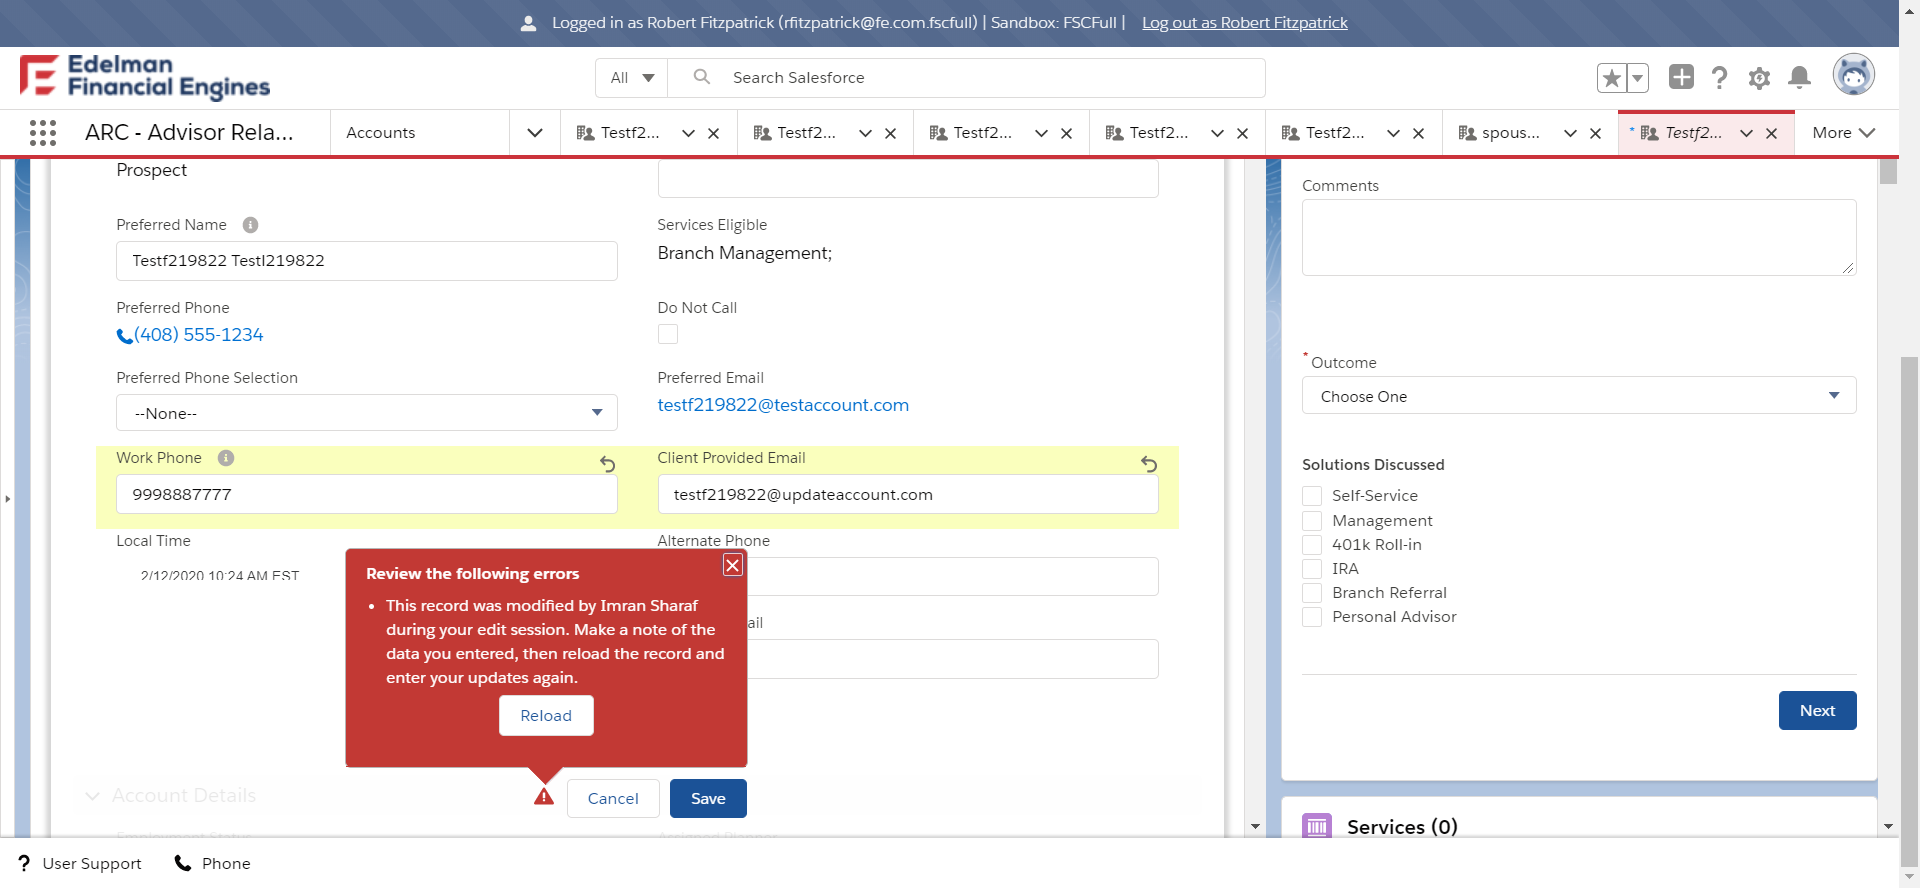 Logged in as Robert Fitzpatrick (rfitzpatrick@fe.com.fscfull) | Sandbox: FSCFull | Log out as Robert Fitzpatrick
Edelman
Financial Engines
All
Search Salesforce
ARC - Advisor Rela...
Accounts
Testf2...
Testf2...
Testf2...
Testf2...
Testf2...
spous...
* Testf2...
More
Prospect
Preferred Name
Testf219822 Testl219822
Services Eligible
Branch Management;
Preferred Phone
(408) 555-1234
Do Not Call
Preferred Phone Selection
--None--
Preferred Email
testf219822@testaccount.com
Work Phone
9998887777
Client Provided Email
testf219822@updateaccount.com
Local Time
2/12/2020 10:24 AM EST
Alternate Phone
ail
Review the following errors
• This record was modified by Imran Sharaf
during your edit session. Make a note of the
data you entered, then reload the record and
enter your updates again.
Reload
Account Details
Cancel
Save
Employment Status
Assigned Planner
Comments
* Outcome
Choose One
Solutions Discussed
Self-Service
Management
401k Roll-in
IRA
Branch Referral
Personal Advisor
Next
Services (0)
? User Support
Phone